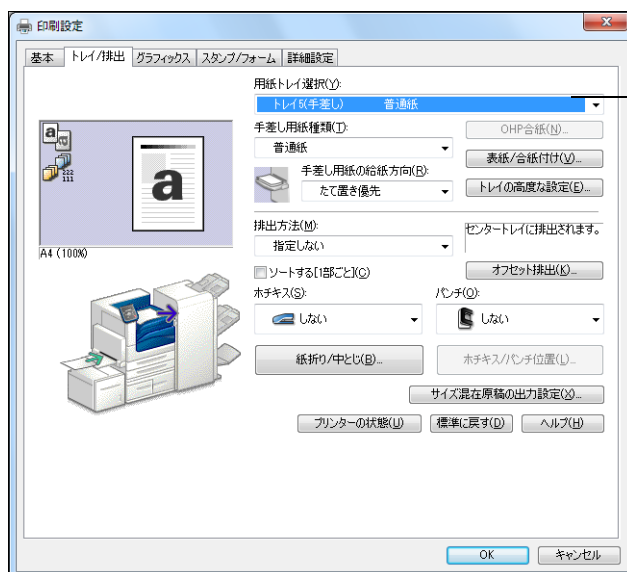 印刷設定
基本 トレイ/排出 グラフィックス スタンプ/フォーム 詳細設定
用紙トレイ選択(Y):
トレイ5(手差し) 普通紙
手差し用紙種類(T):
普通紙
OHP合紙(N)...
表紙/合紙付け(V)...
手差し用紙の給紙方向(R):
たて置き優先
トレイの高度な設定(E)...
a
a
222
111
a
A4 (100%)
排出方法(M):
指定しない
センタートレイに排出されます。
ソートする[1部ごと](C)
オフセット排出(K)...
ホチキス(S):
しない
パンチ(O):
しない
紙折り/中とじ(B)...
ホチキス/パンチ位置(L)...
サイズ混在原稿の出力設定(X)...
プリンターの状態(U) 標準に戻す(D) ヘルプ(H)
OK キャンセル